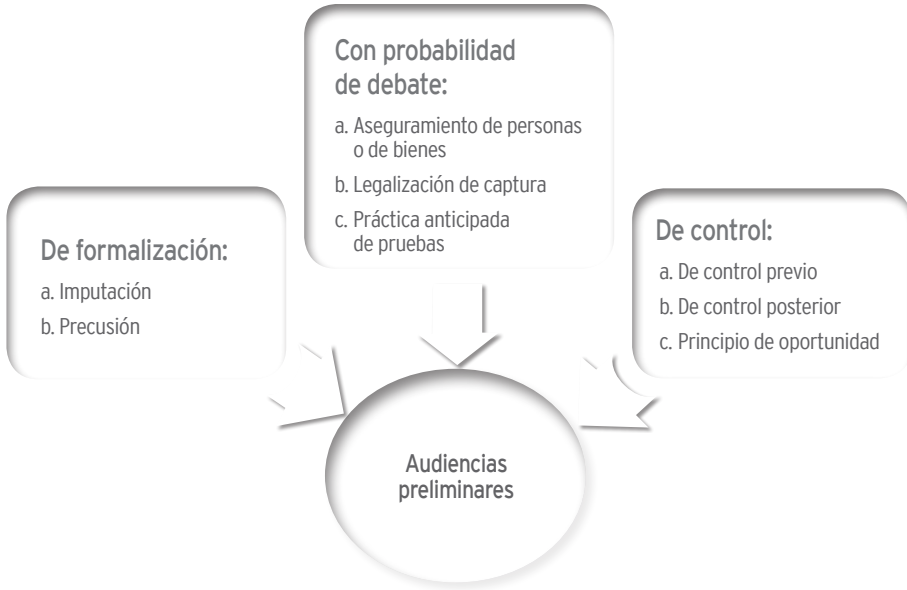 Con probabilidad
de debate:
a. Aseguramiento de personas
o de bienes
b. Legalización de captura
c. Práctica anticipada
de pruebas
De formalización:
a. Imputación
b. Precusión
De control:
a. De control previo
b. De control posterior
c. Principio de oportunidad
Audiencias
preliminares